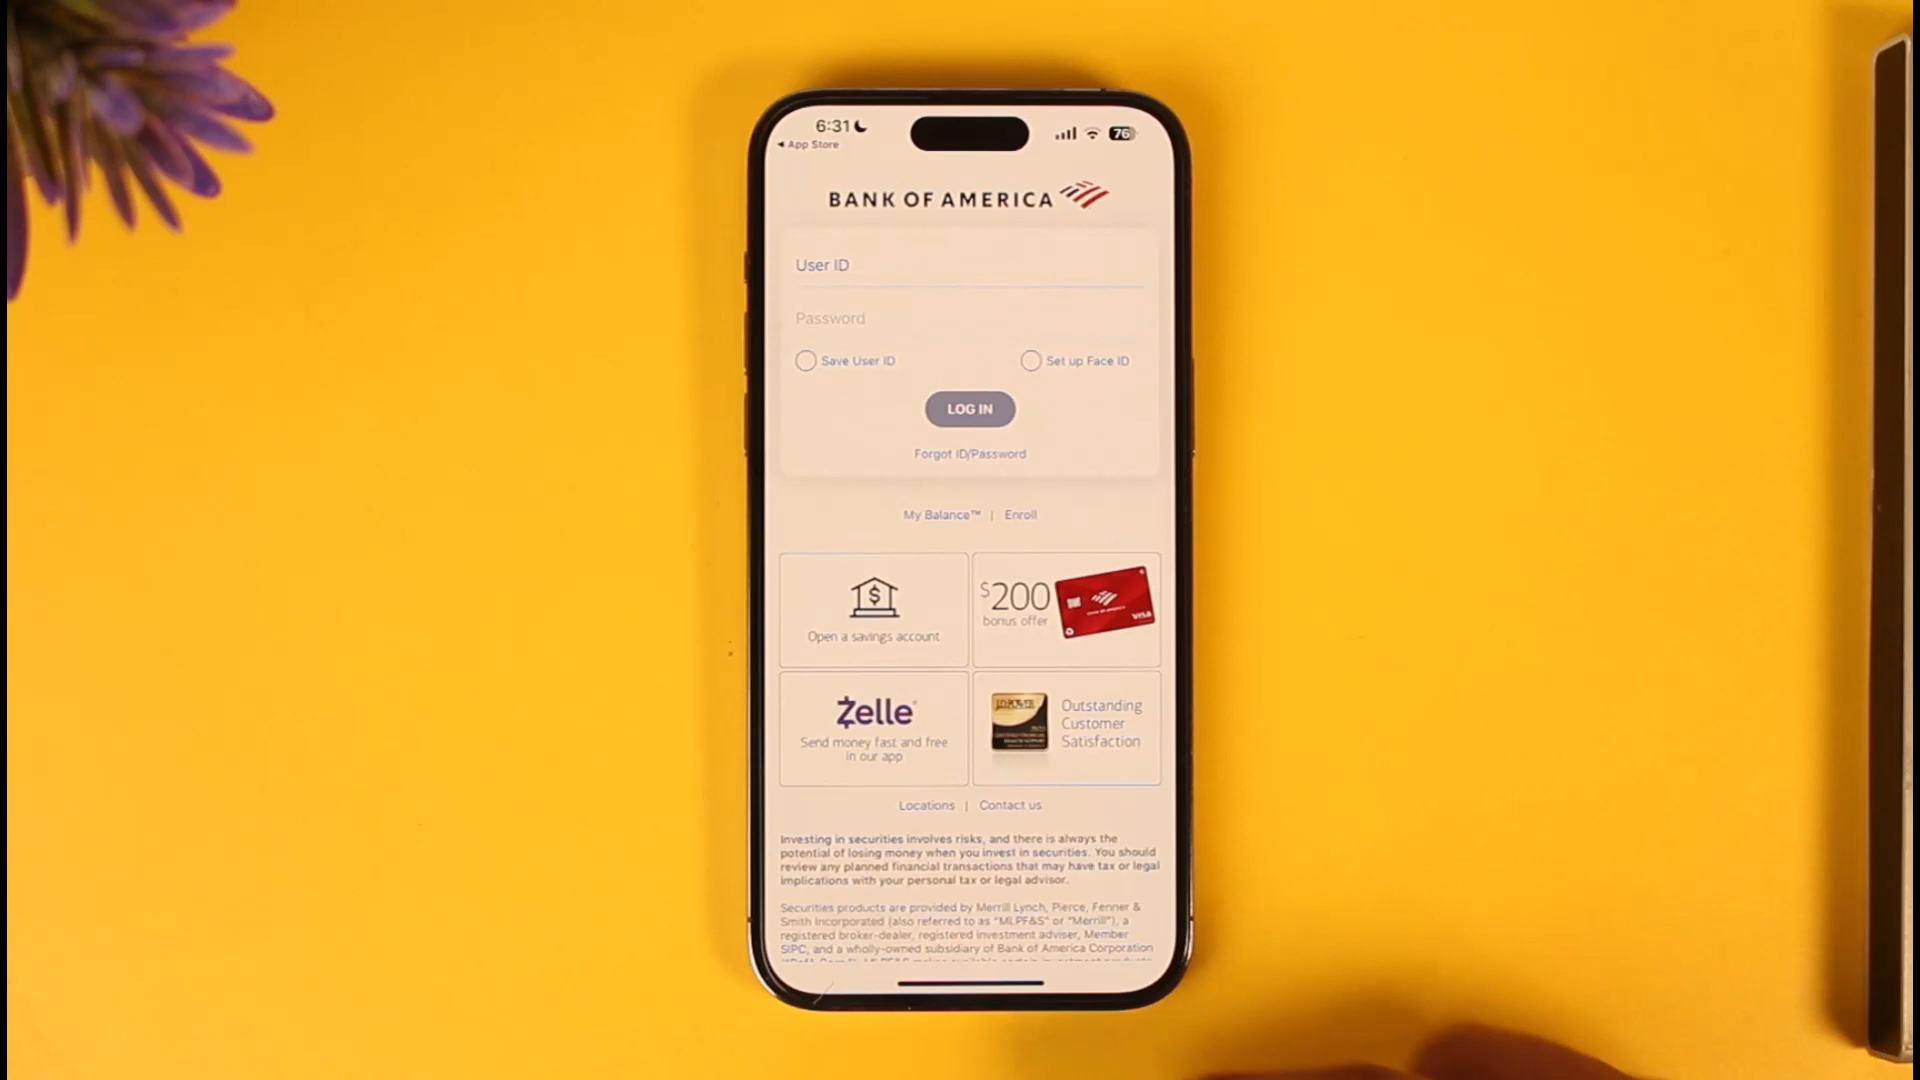 6:31
76
◂ App Store
BANK OF AMERICA
User ID
Password
Save User ID
Set up Face ID
LOG IN
Forgot ID/Password
My Balance™ | Enroll
Open a savings account
$200
bonus offer
VISA
Zelle®
Send money fast and free
in our app
J.D. POWER
Outstanding
Customer
Satisfaction
Locations | Contact us
Investing in securities involves risks, and there is always the
potential of losing money when you invest in securities. You should
review any planned financial transactions that may have tax or legal
implications with your personal tax or legal advisor.
Securities products are provided by Merrill Lynch, Pierce, Fenner &
Smith Incorporated (also referred to as "MLPF&S" or "Merrill"), a
registered broker-dealer, registered investment adviser, Member
SIPC, and a wholly-owned subsidiary of Bank of America Corporation